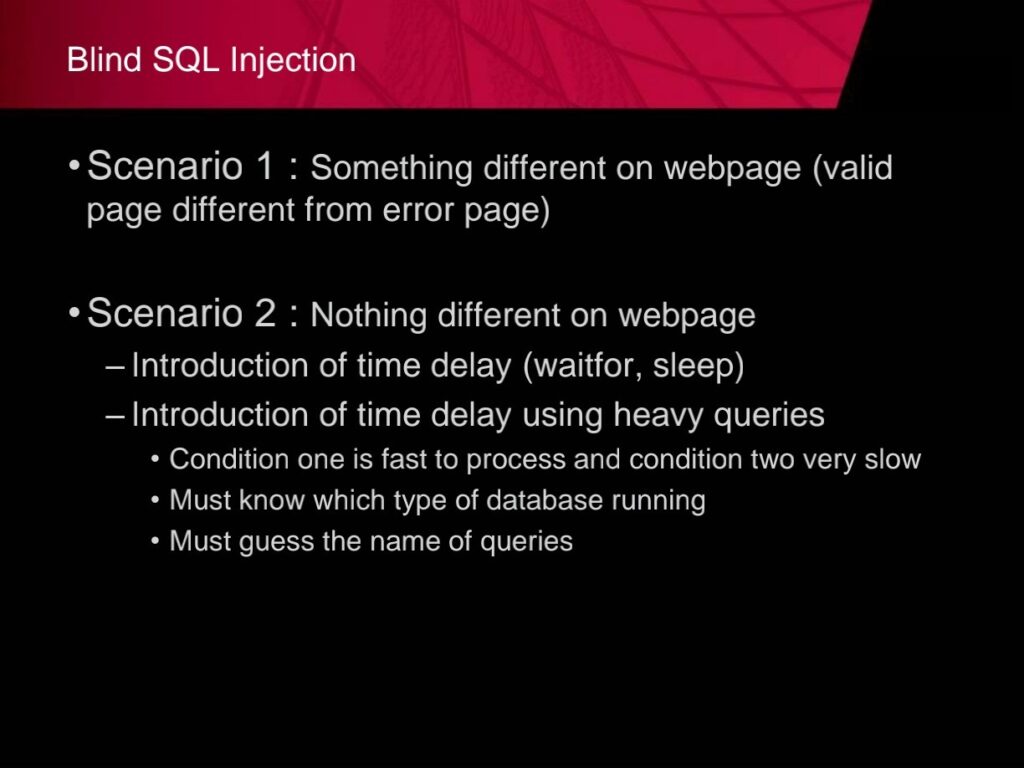 Blind SQL Injection
•Scenario 1 : Something different on webpage (valid
page different from error page)
•Scenario 2 : Nothing different on webpage
– Introduction of time delay (waitfor, sleep)
– Introduction of time delay using heavy queries
• Condition one is fast to process and condition two very slow
• Must know which type of database running
• Must guess the name of queries